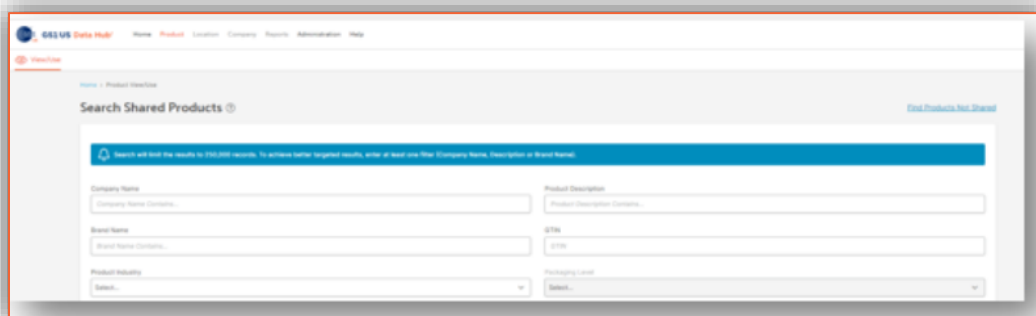 GS1 US Data Hub
Home Product Location Company Reports Administration Help
View/Use
Home > Product View/Use
Search Shared Products
Find Products Not Shared
Search will limit the results to 250,000 records. To achieve better targeted results, enter at least one filter (Company Name, Description or Brand Name).
Company Name
Product Description
Company Name Contains...
Product Description Contains...
Brand Name
GTIN
Brand Name Contains...
GTIN
Product Industry
Packaging Level
Select...
Select...